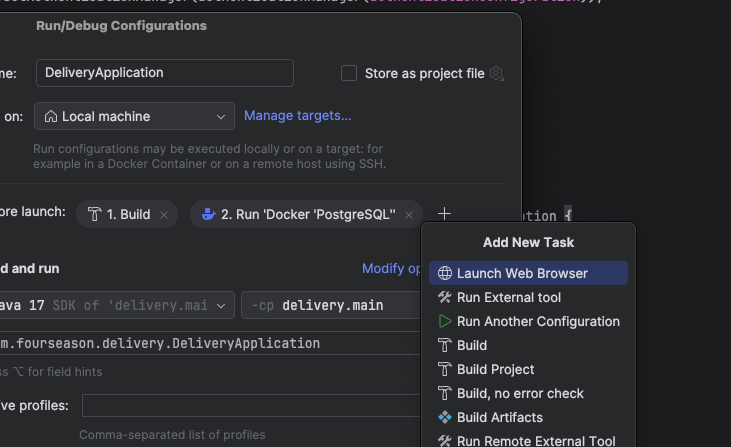 Run/Debug Configurations
me: DeliveryApplication Store as project file
on: Local machine Manage targets...
Run configurations may be executed locally or on a target: for
example in a Docker Container or on a remote host using SSH.
ore launch: 1. Build × 2. Run 'Docker 'PostgreSQL'' × +
ation {
Add New Task
Launch Web Browser
Run External tool
Run Another Configuration
Build
Build Project
Build, no error check
Build Artifacts
Run Remote External Tool
d and run Modify op
ava 17 SDK of 'delivery.mai -cp delivery.main
m.fourseason.delivery.DeliveryApplication
ss ⌥ for field hints
ve profiles:
Comma-separated list of profiles